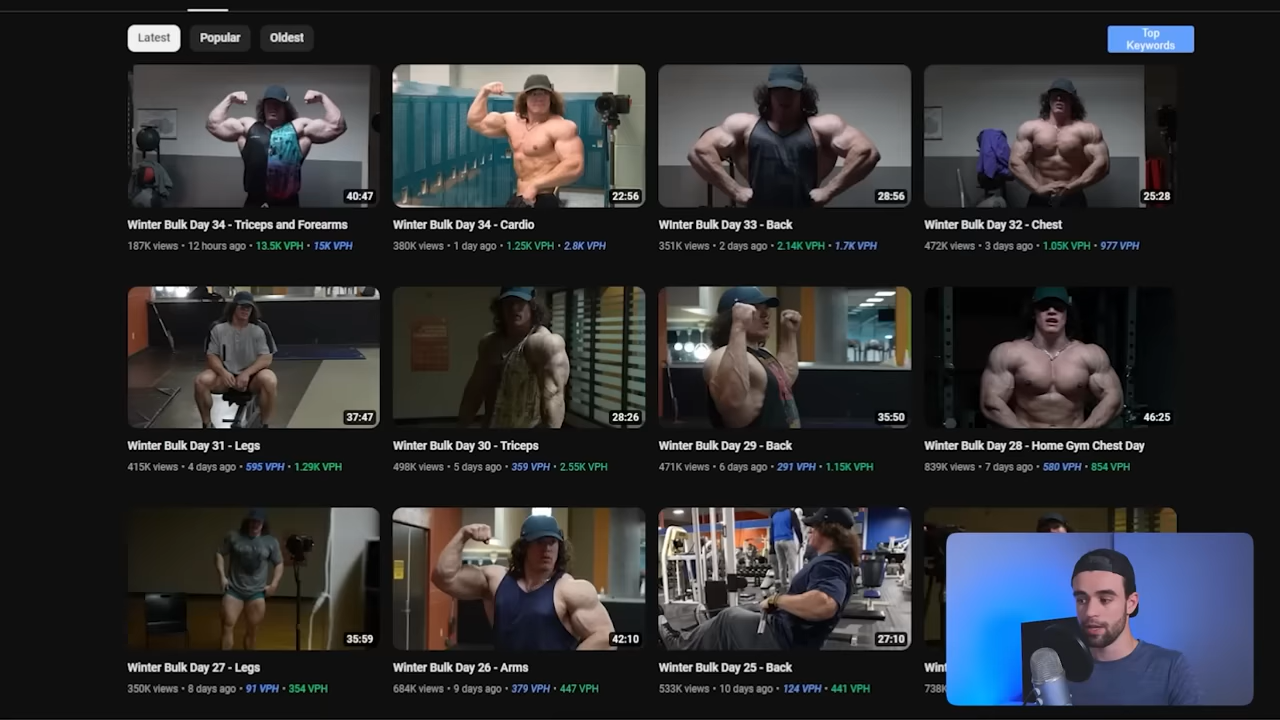 Latest
Popular
Oldest
Top
Keywords
40:47
22:56
28:56
25:28
Winter Bulk Day 34 - Triceps and Forearms
Winter Bulk Day 34 - Cardio
WInter Bulk Day 33 - Back
Winter Bulk Day 32 - Chest
187K views • 12 hours ago • 13.5K VPH • 15K VPH
380K views • 1 day ago • 1.25K VPH • 2.8K VPH
351K views • 2 days ago • 2.14K VPH • 1.7K VPH
472K views • 3 days ago • 1.05K VPH • 977 VPH
37:47
28:26
35:50
46:25
Winter Bulk Day 31 - Legs
Winter Bulk Day 30 - Triceps
Winter Bulk Day 29 - Back
Winter Bulk Day 28 - Home Gym Chest Day
415K views • 4 days ago • 595 VPH • 1.29K VPH
498K views • 5 days ago • 359 VPH • 2.55K VPH
471K views • 6 days ago • 291 VPH • 1.15K VPH
839K views • 7 days ago • 580 VPH • 854 VPH
35:59
42:10
27:10
Winter Bulk Day 27 - Legs
Winter Bulk Day 26 - Arms
Winter Bulk Day 25 - Back
350K views • 8 days ago • 91 VPH • 354 VPH
684K views • 9 days ago • 379 VPH • 447 VPH
533K views • 10 days ago • 124 VPH • 441 VPH
738K